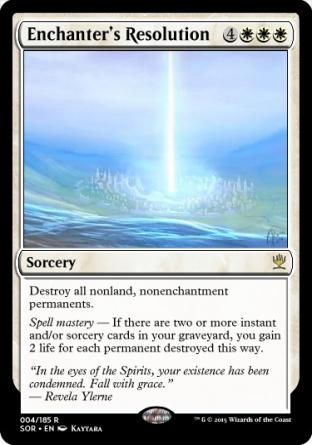 Enchanter's Resolution 4
Sorcery
Destroy all nonland, nonenchantment
permanents.
Spell mastery — If there are two or more instant
and/or sorcery cards in your graveyard, you gain
2 life for each permanent destroyed this way.
"In the eyes of the Spirits, your existence has been
condemned. Fall with grace."
— Revela Ylerne
004/185 R
SOR • EN KAYTARA
™ & © 2015 Wizards of the Coast